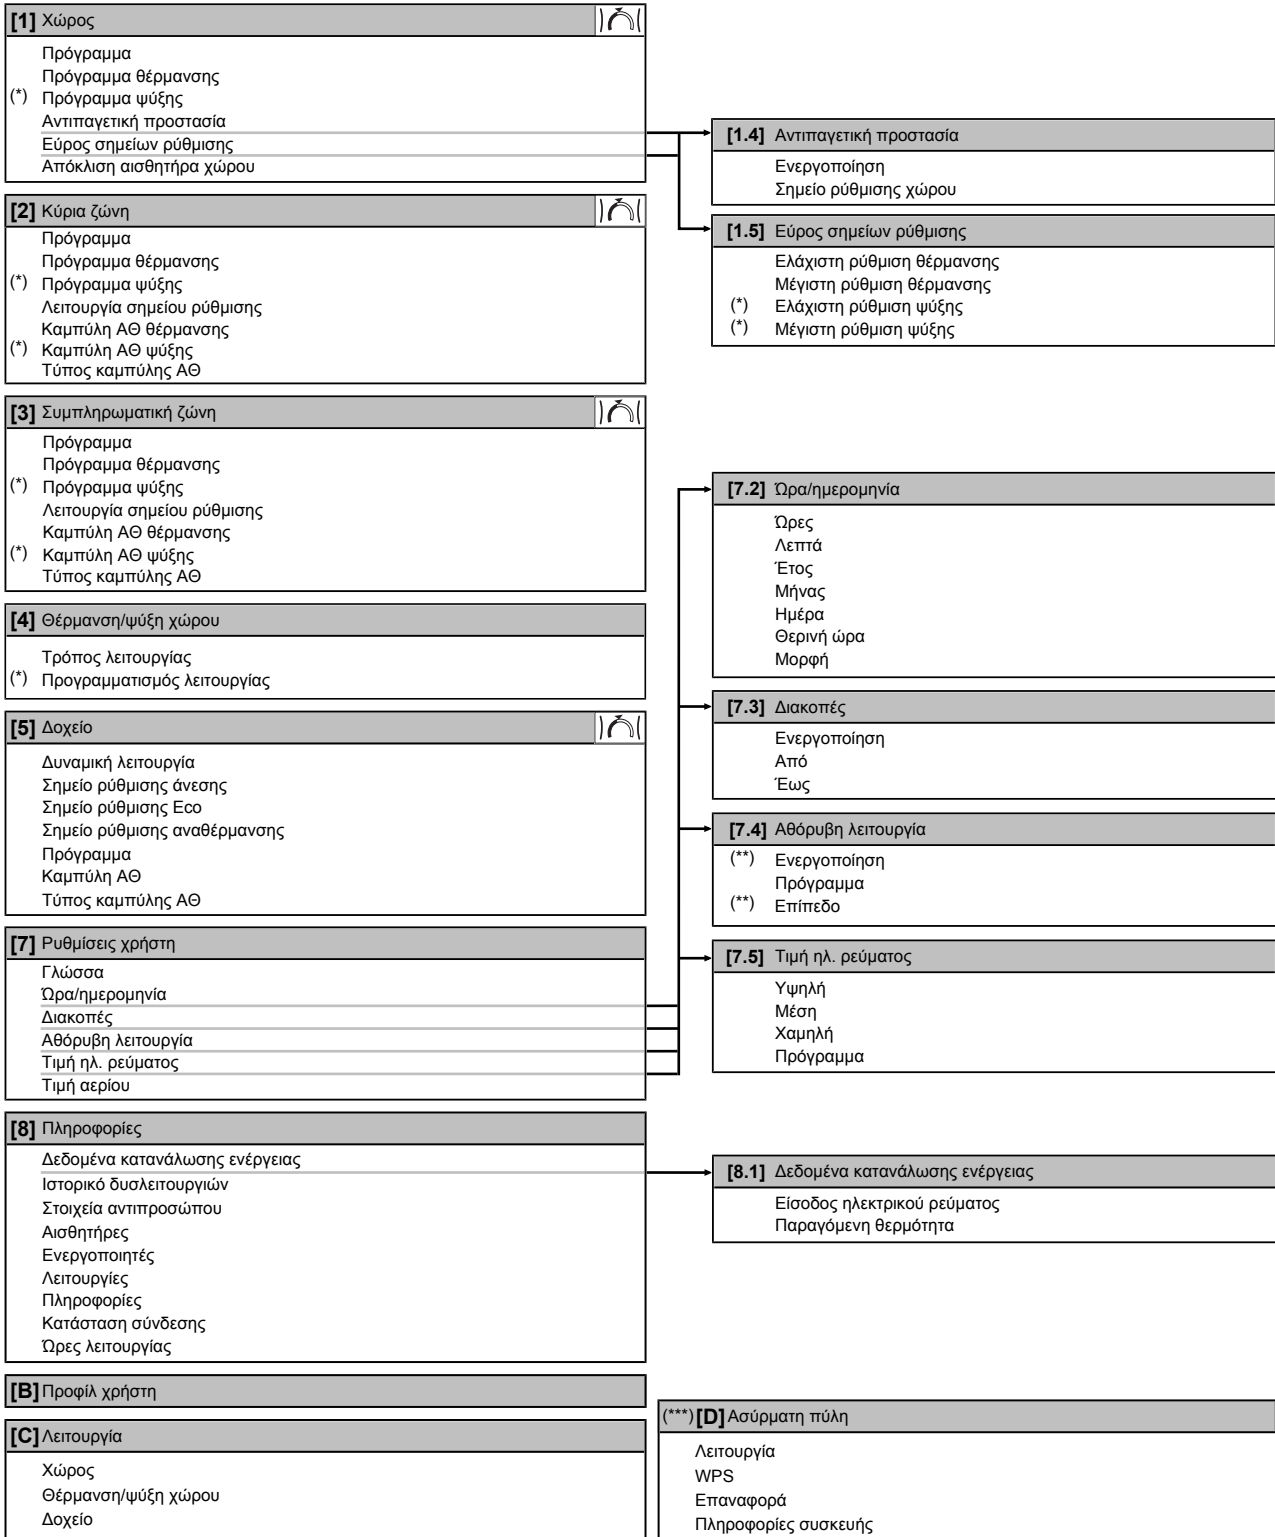 [1] Χώρος
Πρόγραμμα
Πρόγραμμα θέρμανσης
(*) Πρόγραμμα ψύξης
Αντιπαγετική προστασία
Εύρος σημείων ρύθμισης
Απόκλιση αισθητήρα χώρου
[1.4] Αντιπαγετική προστασία
Ενεργοποίηση
Σημείο ρύθμισης χώρου
[1.5] Εύρος σημείων ρύθμισης
Ελάχιστη ρύθμιση θέρμανσης
Μέγιστη ρύθμιση θέρμανσης
(*) Ελάχιστη ρύθμιση ψύξης
(*) Μέγιστη ρύθμιση ψύξης
[2] Κύρια ζώνη
Πρόγραμμα
Πρόγραμμα θέρμανσης
(*) Πρόγραμμα ψύξης
Λειτουργία σημείου ρύθμισης
Καμπύλη ΑΘ θέρμανσης
(*) Καμπύλη ΑΘ ψύξης
Τύπος καμπύλης ΑΘ
[3] Συμπληρωματική ζώνη
Πρόγραμμα
Πρόγραμμα θέρμανσης
(*) Πρόγραμμα ψύξης
Λειτουργία σημείου ρύθμισης
Καμπύλη ΑΘ θέρμανσης
(*) Καμπύλη ΑΘ ψύξης
Τύπος καμπύλης ΑΘ
[4] Θέρμανση/ψύξη χώρου
Τρόπος λειτουργίας
(*) Προγραμματισμός λειτουργίας
[5] Δοχείο
Δυναμική λειτουργία
Σημείο ρύθμισης άνεσης
Σημείο ρύθμισης Eco
Σημείο ρύθμισης αναθέρμανσης
Πρόγραμμα
Καμπύλη ΑΘ
Τύπος καμπύλης ΑΘ
[7] Ρυθμίσεις χρήστη
Γλώσσα
Ώρα/ημερομηνία
Διακοπές
Αθόρυβη λειτουργία
Τιμή ηλ. ρεύματος
Τιμή αερίου
[7.2] Ώρα/ημερομηνία
Ώρες
Λεπτά
Έτος
Μήνας
Ημέρα
Θερινή ώρα
Μορφή
[7.3] Διακοπές
Ενεργοποίηση
Από
Έως
[7.4] Αθόρυβη λειτουργία
(**) Ενεργοποίηση
Πρόγραμμα
(**) Επίπεδο
[7.5] Τιμή ηλ. ρεύματος
Υψηλή
Μέση
Χαμηλή
Πρόγραμμα
[8] Πληροφορίες
Δεδομένα κατανάλωσης ενέργειας
Ιστορικό δυσλειτουργιών
Στοιχεία αντιπροσώπου
Αισθητήρες
Ενεργοποιητές
Λειτουργίες
Πληροφορίες
Κατάσταση σύνδεσης
Ώρες λειτουργίας
[8.1] Δεδομένα κατανάλωσης ενέργειας
Είσοδος ηλεκτρικού ρεύματος
Παραγόμενη θερμότητα
[B] Προφίλ χρήστη
[C] Λειτουργία
Χώρος
Θέρμανση/ψύξη χώρου
Δοχείο
(***) [D] Ασύρματη πύλη
Λειτουργία
WPS
Επαναφορά
Πληροφορίες συσκευής